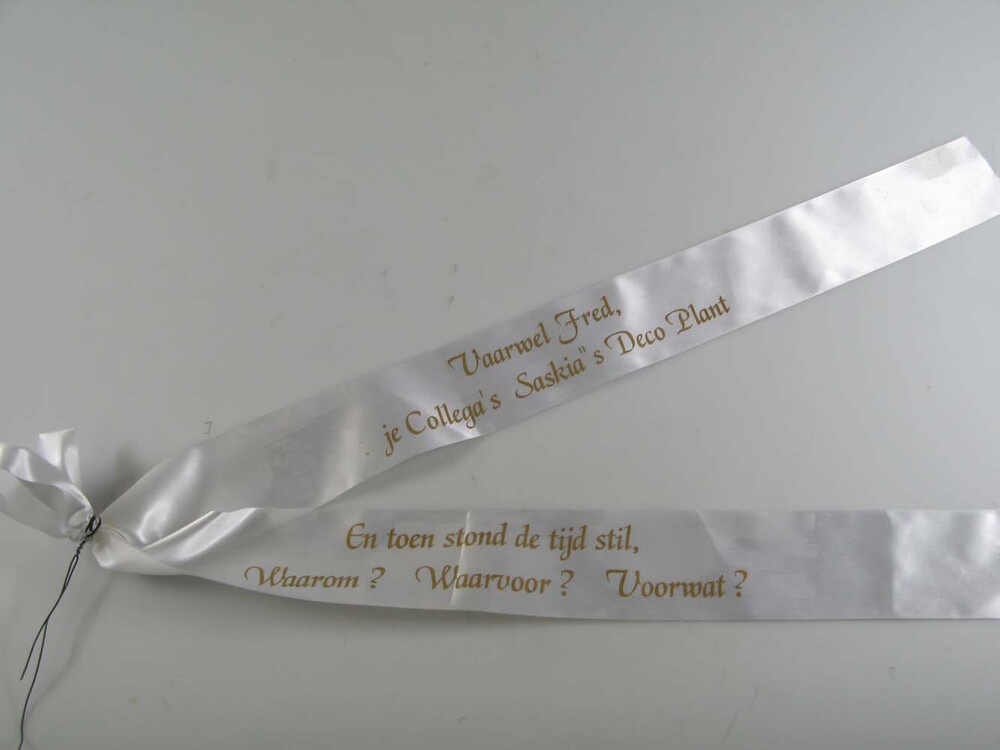 Vaarwel Fred,
je Collega's Saskia"s Deco Plant
En toen stond de tijd stil,
Waarom ? Waarvoor ? Voorwat ?